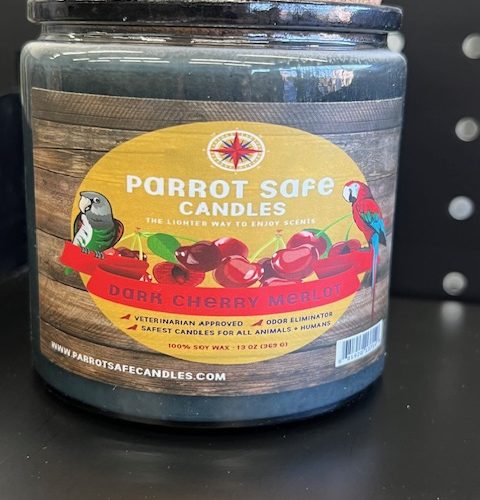 PARROT SAFE
CANDLES
THE LIGHTER WAY TO ENJOY SCENTS
DARK CHERRY MERLOT
VETERINARIAN APPROVED ODOR ELIMINATOR
SAFEST CANDLES FOR ALL ANIMALS + HUMANS
100% SOY WAX - 13 OZ (369 G)
WWW.PARROTSAFECANDLES.COM